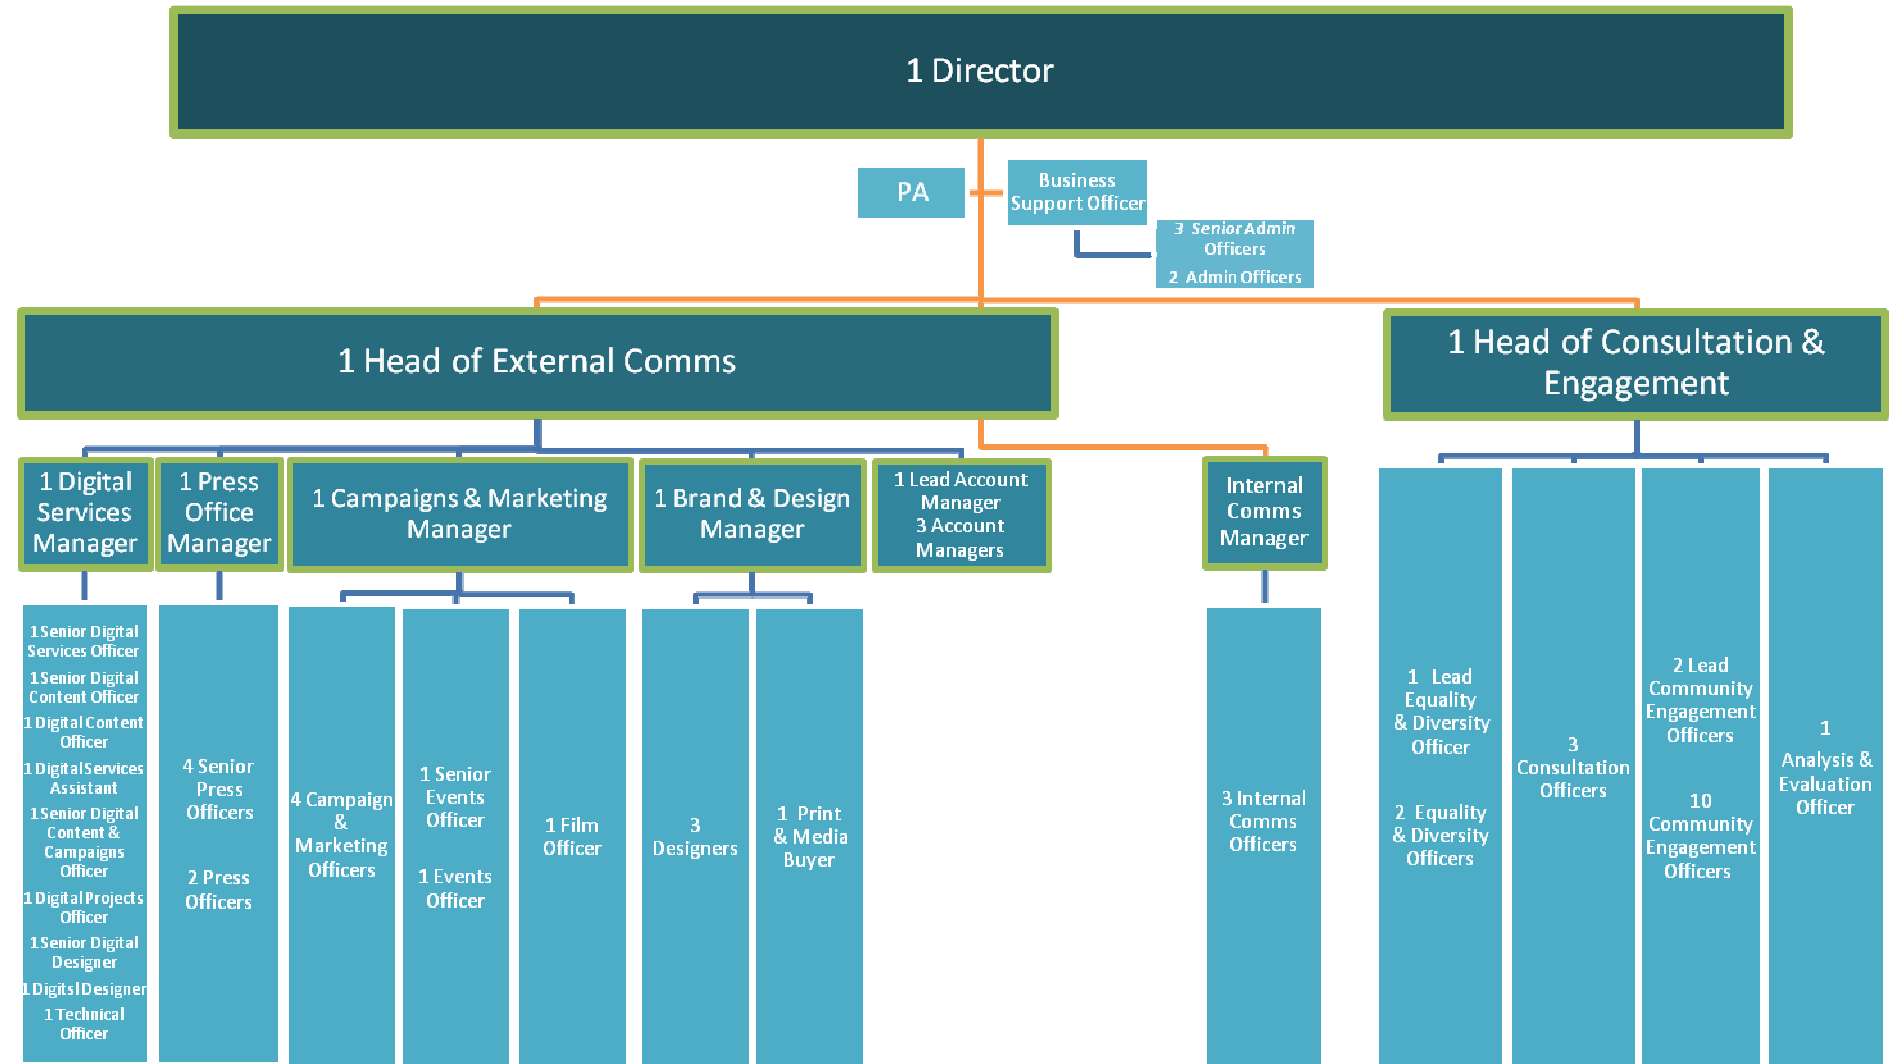 1 Director
PA
Business
Support Officer
3 Senior Admin
Officers
2 Admin Officers
1 Head of External Comms
1 Head of Consultation &
Engagement
1 Digital
Services
Manager
1 Press
Office
Manager
1 Campaigns & Marketing
Manager
1 Brand & Design
Manager
1 Lead Account
Manager
3 Account
Managers
Internal
Comms
Manager
1 Senior Digital
Services Officer
1 Senior Digital
Content Officer
1 Digital Content
Officer
1 Digital Services
Assistant
1 Senior Digital
Content &
Campaigns
Officer
1 Digital Projects
Officer
1 Senior Digital
Designer
1 Digitsl Designer
1 Technical
Officer
4 Senior
Press
Officers
2 Press
Officers
4 Campaign
&
Marketing
Officers
1 Senior
Events
Officer
1 Events
Officer
1 Film
Officer
3
Designers
1 Print
& Media
Buyer
3 Internal
Comms
Officers
1 Lead
Equality
& Diversity
Officer
2 Equality
& Diversity
Officers
3
Consultation
Officers
2 Lead
Community
Engagement
Officers
10
Community
Engagement
Officers
1
Analysis &
Evaluation
Officer